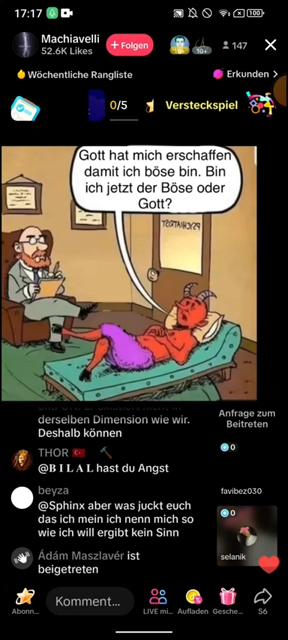 17:17
100
Machiavelli
52.6K Likes
+ Folgen
10+
147
Wöchentliche Rangliste
Erkunden >
0/5
Versteckspiel
Gott hat mich erschaffen
damit ich böse bin. Bin
ich jetzt der Böse oder
Gott?
PSYCHIATRIST
derselben Dimension wie wir.
Deshalb können
THOR 🇹🇷 ⛏
@𝐁 𝐈 𝐋 𝐀 𝐋 hast du Angst
beyza
@Sphinx aber was juckt euch
das ich mein ich nenn mich so
wie ich will ergibt kein Sinn
Ádám Maszlavér ist
beigetreten
Anfrage zum
Beitreten
0
favibez030
0
selanik
Abonn...
Komment...
LIVE mi...
Aufladen
Gesche...
56